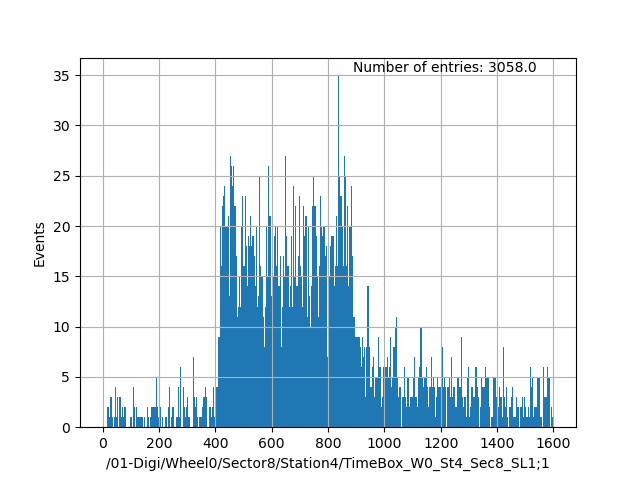 Number of entries: 3058.0
35
30
25
20
15
10
5
0
Events
0 200 400 600 800 1000 1200 1400 1600
/01-Digi/Wheel0/Sector8/Station4/TimeBox_W0_St4_Sec8_SL1;1